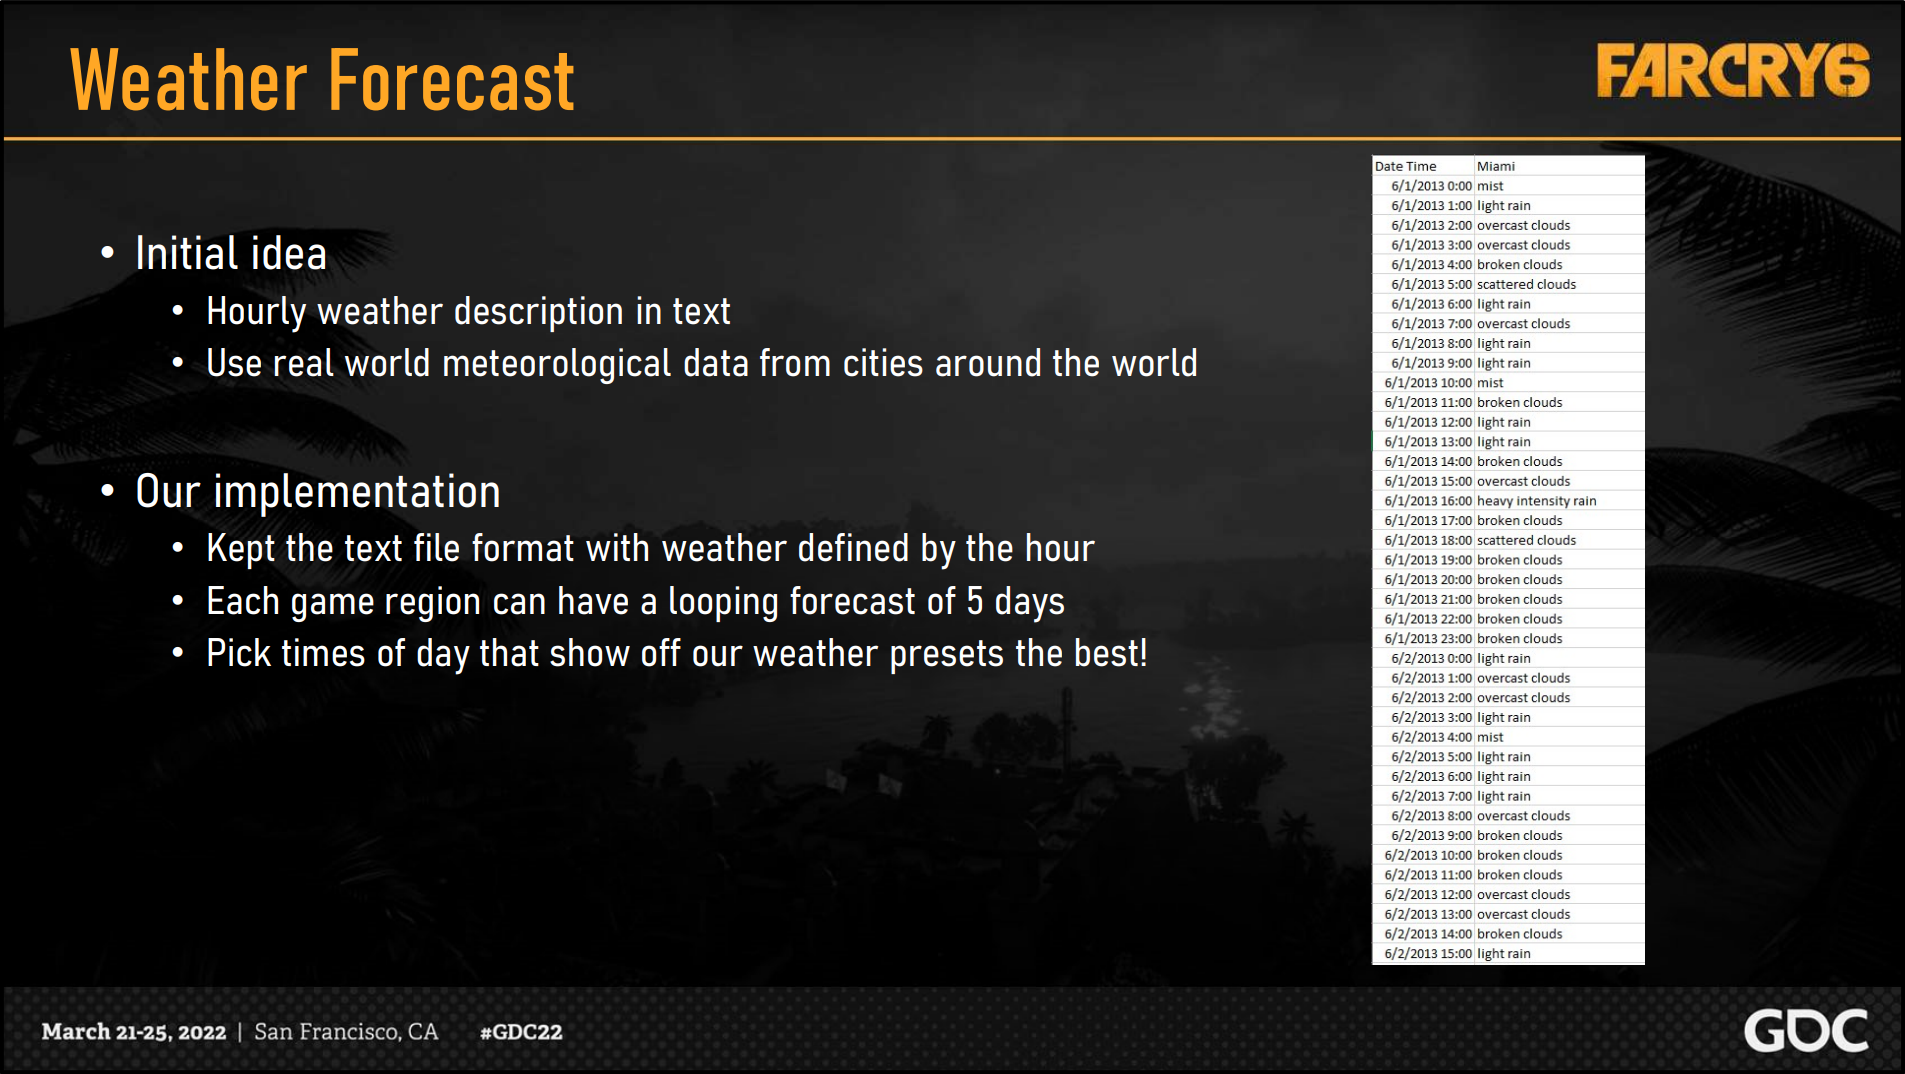 Weather Forecast
FARCRY6
• Initial idea
• Hourly weather description in text
• Use real world meteorological data from cities around the world
• Our implementation
• Kept the text file format with weather defined by the hour
• Each game region can have a looping forecast of 5 days
• Pick times of day that show off our weather presets the best!
Date Time Miami
6/1/2013 0:00 mist
6/1/2013 1:00 light rain
6/1/2013 2:00 overcast clouds
6/1/2013 3:00 overcast clouds
6/1/2013 4:00 broken clouds
6/1/2013 5:00 scattered clouds
6/1/2013 6:00 light rain
6/1/2013 7:00 overcast clouds
6/1/2013 8:00 light rain
6/1/2013 9:00 light rain
6/1/2013 10:00 mist
6/1/2013 11:00 broken clouds
6/1/2013 12:00 light rain
6/1/2013 13:00 light rain
6/1/2013 14:00 broken clouds
6/1/2013 15:00 overcast clouds
6/1/2013 16:00 heavy intensity rain
6/1/2013 17:00 broken clouds
6/1/2013 18:00 scattered clouds
6/1/2013 19:00 broken clouds
6/1/2013 20:00 broken clouds
6/1/2013 21:00 broken clouds
6/1/2013 22:00 broken clouds
6/1/2013 23:00 broken clouds
6/2/2013 0:00 light rain
6/2/2013 1:00 overcast clouds
6/2/2013 2:00 overcast clouds
6/2/2013 3:00 light rain
6/2/2013 4:00 mist
6/2/2013 5:00 light rain
6/2/2013 6:00 light rain
6/2/2013 7:00 light rain
6/2/2013 8:00 overcast clouds
6/2/2013 9:00 broken clouds
6/2/2013 10:00 broken clouds
6/2/2013 11:00 broken clouds
6/2/2013 12:00 overcast clouds
6/2/2013 13:00 overcast clouds
6/2/2013 14:00 broken clouds
6/2/2013 15:00 light rain
March 21-25, 2022 | San Francisco, CA #GDC22
GDC